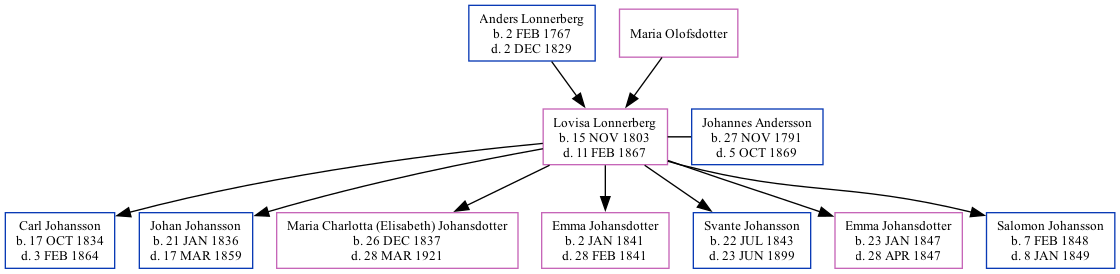 Anders Lonnerberg
b. 2 FEB 1767
d. 2 DEC 1829
Maria Olofsdotter
Lovisa Lonnerberg
b. 15 NOV 1803
d. 11 FEB 1867
Johannes Andersson
b. 27 NOV 1791
d. 5 OCT 1869
Carl Johansson
b. 17 OCT 1834
d. 3 FEB 1864
Johan Johansson
b. 21 JAN 1836
d. 17 MAR 1859
Maria Charlotta (Elisabeth) Johansdotter
b. 26 DEC 1837
d. 28 MAR 1921
Emma Johansdotter
b. 2 JAN 1841
d. 28 FEB 1841
Svante Johansson
b. 22 JUL 1843
d. 23 JUN 1899
Emma Johansdotter
b. 23 JAN 1847
d. 28 APR 1847
Salomon Johansson
b. 7 FEB 1848
d. 8 JAN 1849